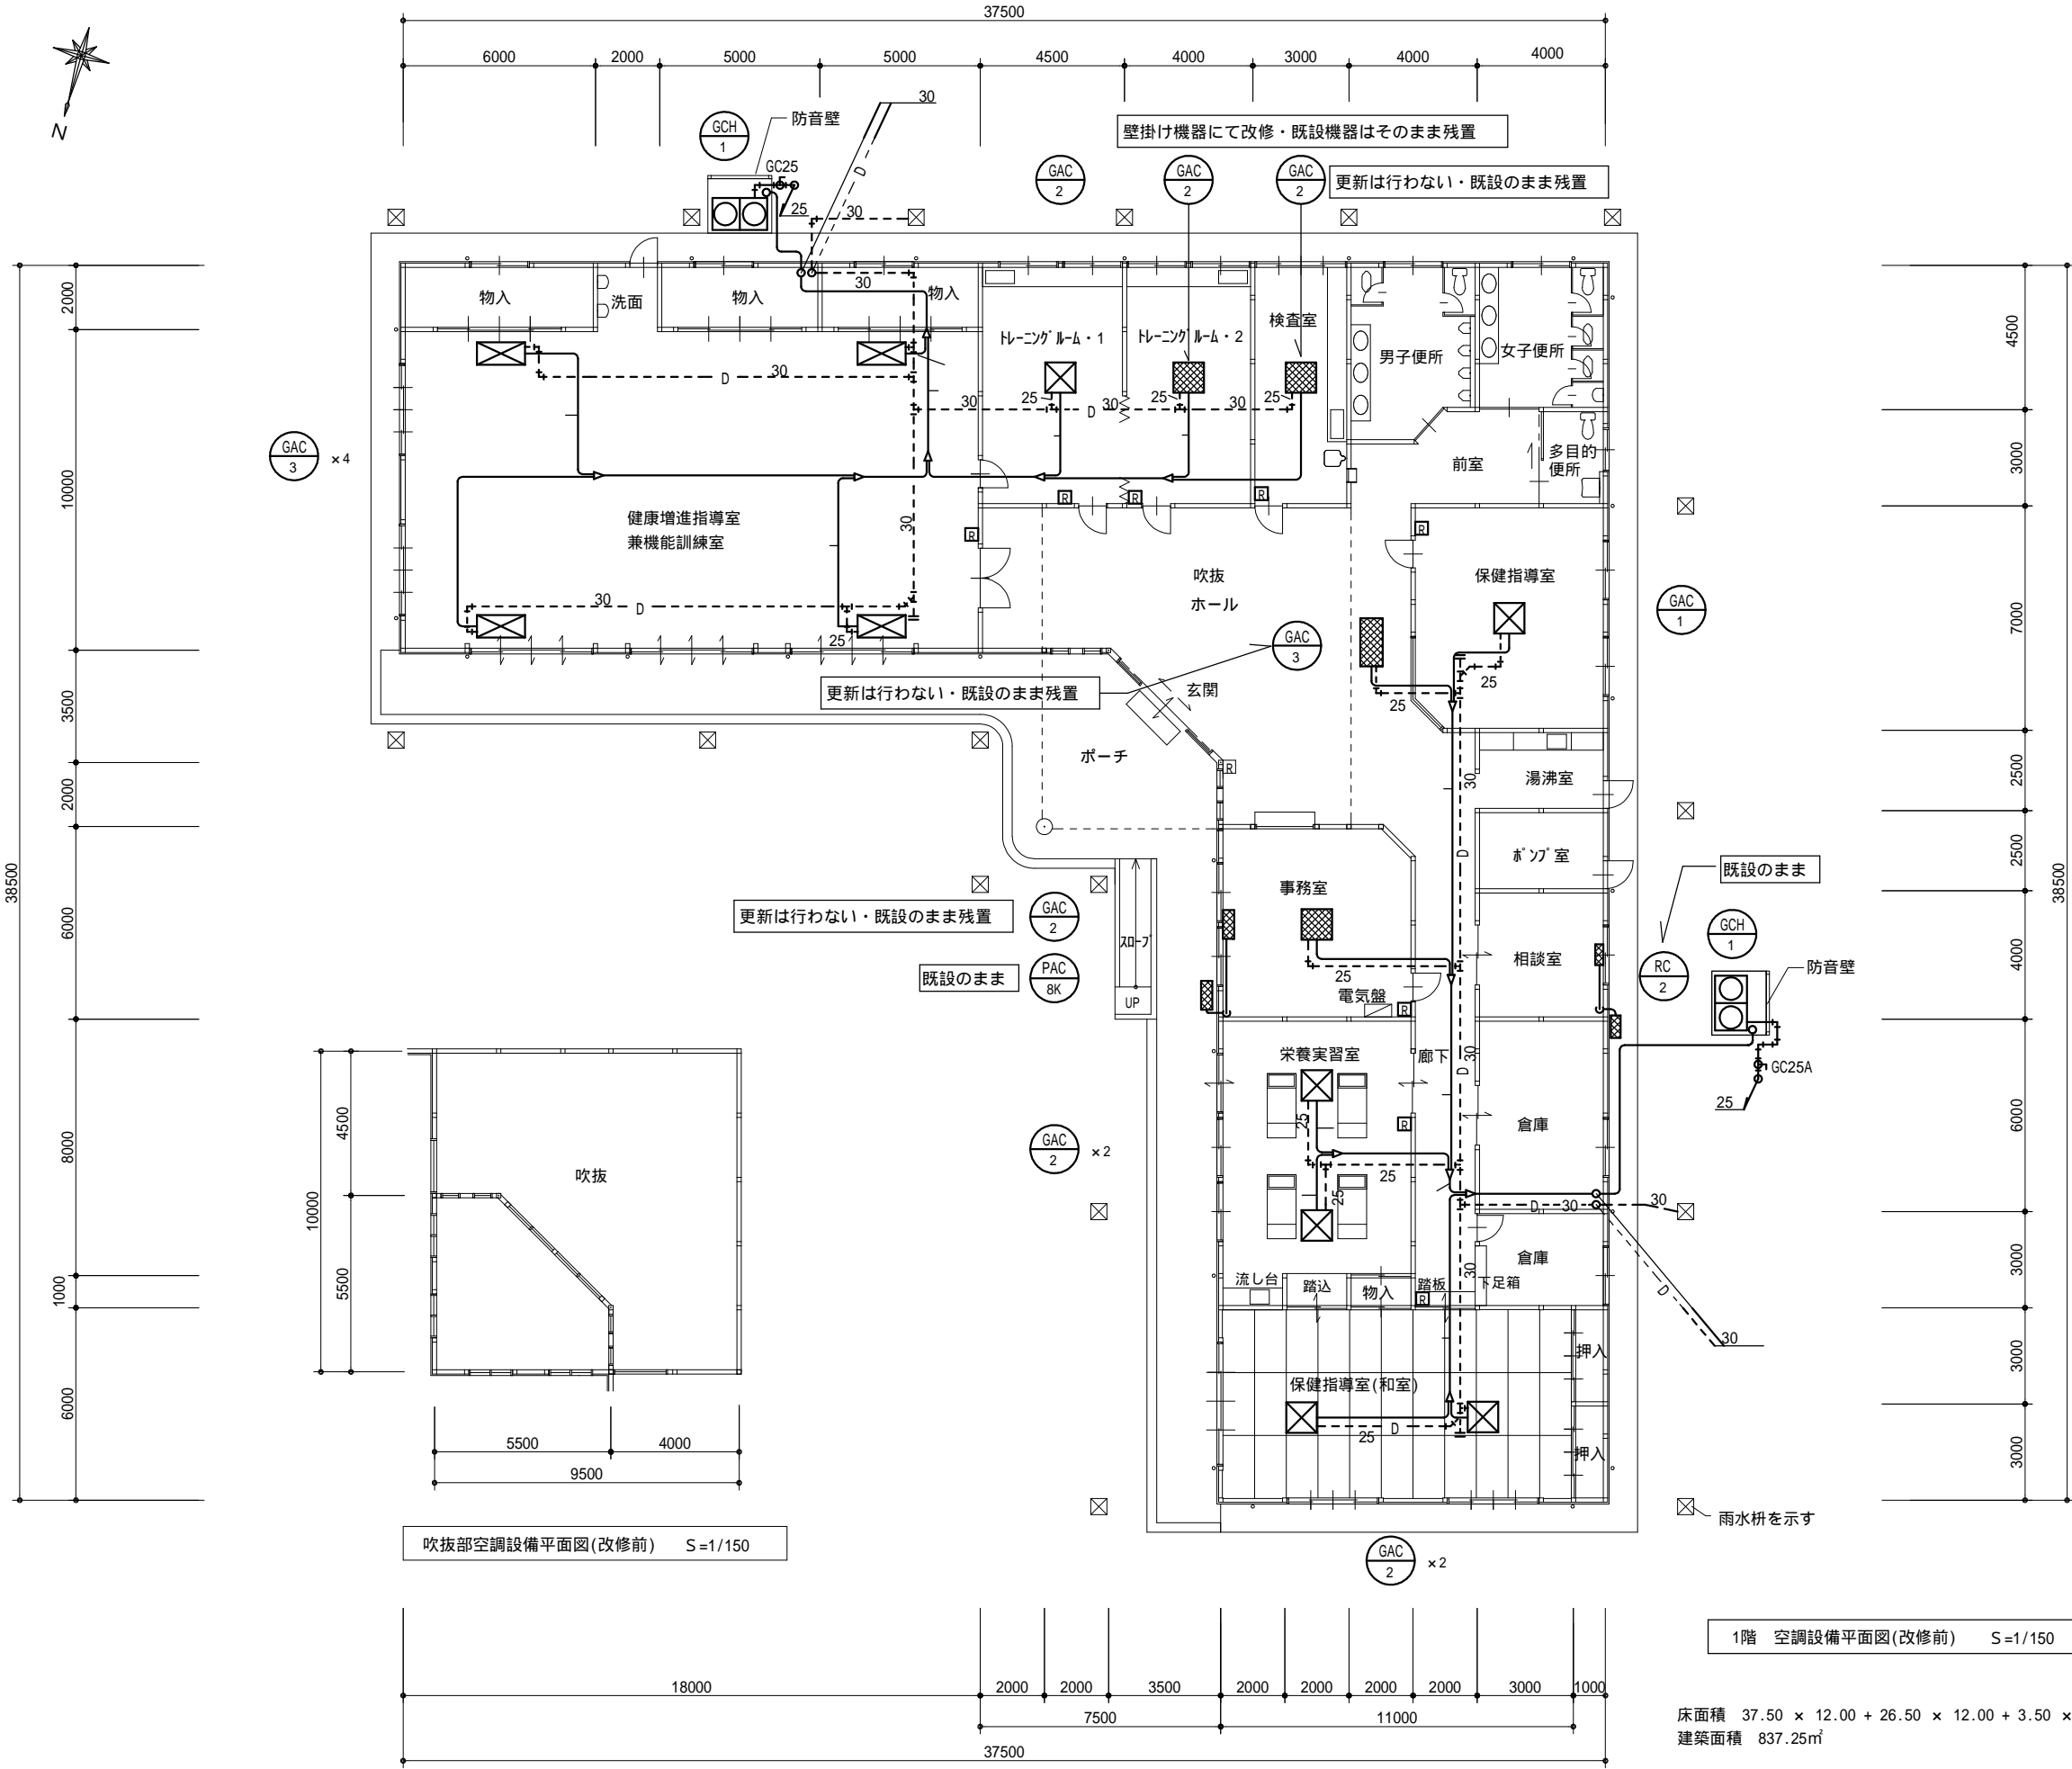 37500
6000 2000 5000 5000 4500 4000 3000 4000 4000
N
30
防音壁
GCH
1
GC25
25
30
D
壁掛け機器にて改修・既設機器はそのまま残置
GAC
2
GAC
2
GAC
2
更新は行わない・既設のまま残置
物入
洗面
物入
30
物入
トレーニングルーム・1
トレーニングルーム・2
検査室
男子便所
女子便所
D 30
25
30
D
25
30
30
25
前室
多目的
便所
GAC
3
×4
健康増進指導室
兼機能訓練室
30
R
R
R
R
R
吹抜
ホール
保健指導室
GAC
1
30
D
25
GAC
3
更新は行わない・既設のまま残置
玄関
25
25
ポーチ
R
30
湯沸室
D
ポンプ室
既設のまま
事務室
更新は行わない・既設のまま残置
GAC
2
スロープ
GCH
1
相談室
RC
2
防音壁
既設のまま
PAC
8K
UP
25
電気盤
R
栄養実習室
廊下
30
D
GC25A
25
25
R
倉庫
GAC
2
×2
25
25
D 30
30
倉庫
流し台
踏込
物入
踏板
R
30
下足箱
D
30
押入
保健指導室(和室)
25
D
押入
雨水枡を示す
GAC
2
×2
吹抜
4500
5500
10000
5500 4000
9500
吹抜部空調設備平面図(改修前) S=1/150
2000
10000
3500
2000
6000
8000
1000
6000
38500
4500
3000
7000
2500
2500
4000
6000
3000
3000
3000
38500
1階 空調設備平面図(改修前) S=1/150
18000 2000 2000 3500 2000 2000 2000 2000 3000 1000
7500 11000
37500
床面積 37.50 × 12.00 + 26.50 × 12.00 + 3.50 ×
建築面積 837.25㎡